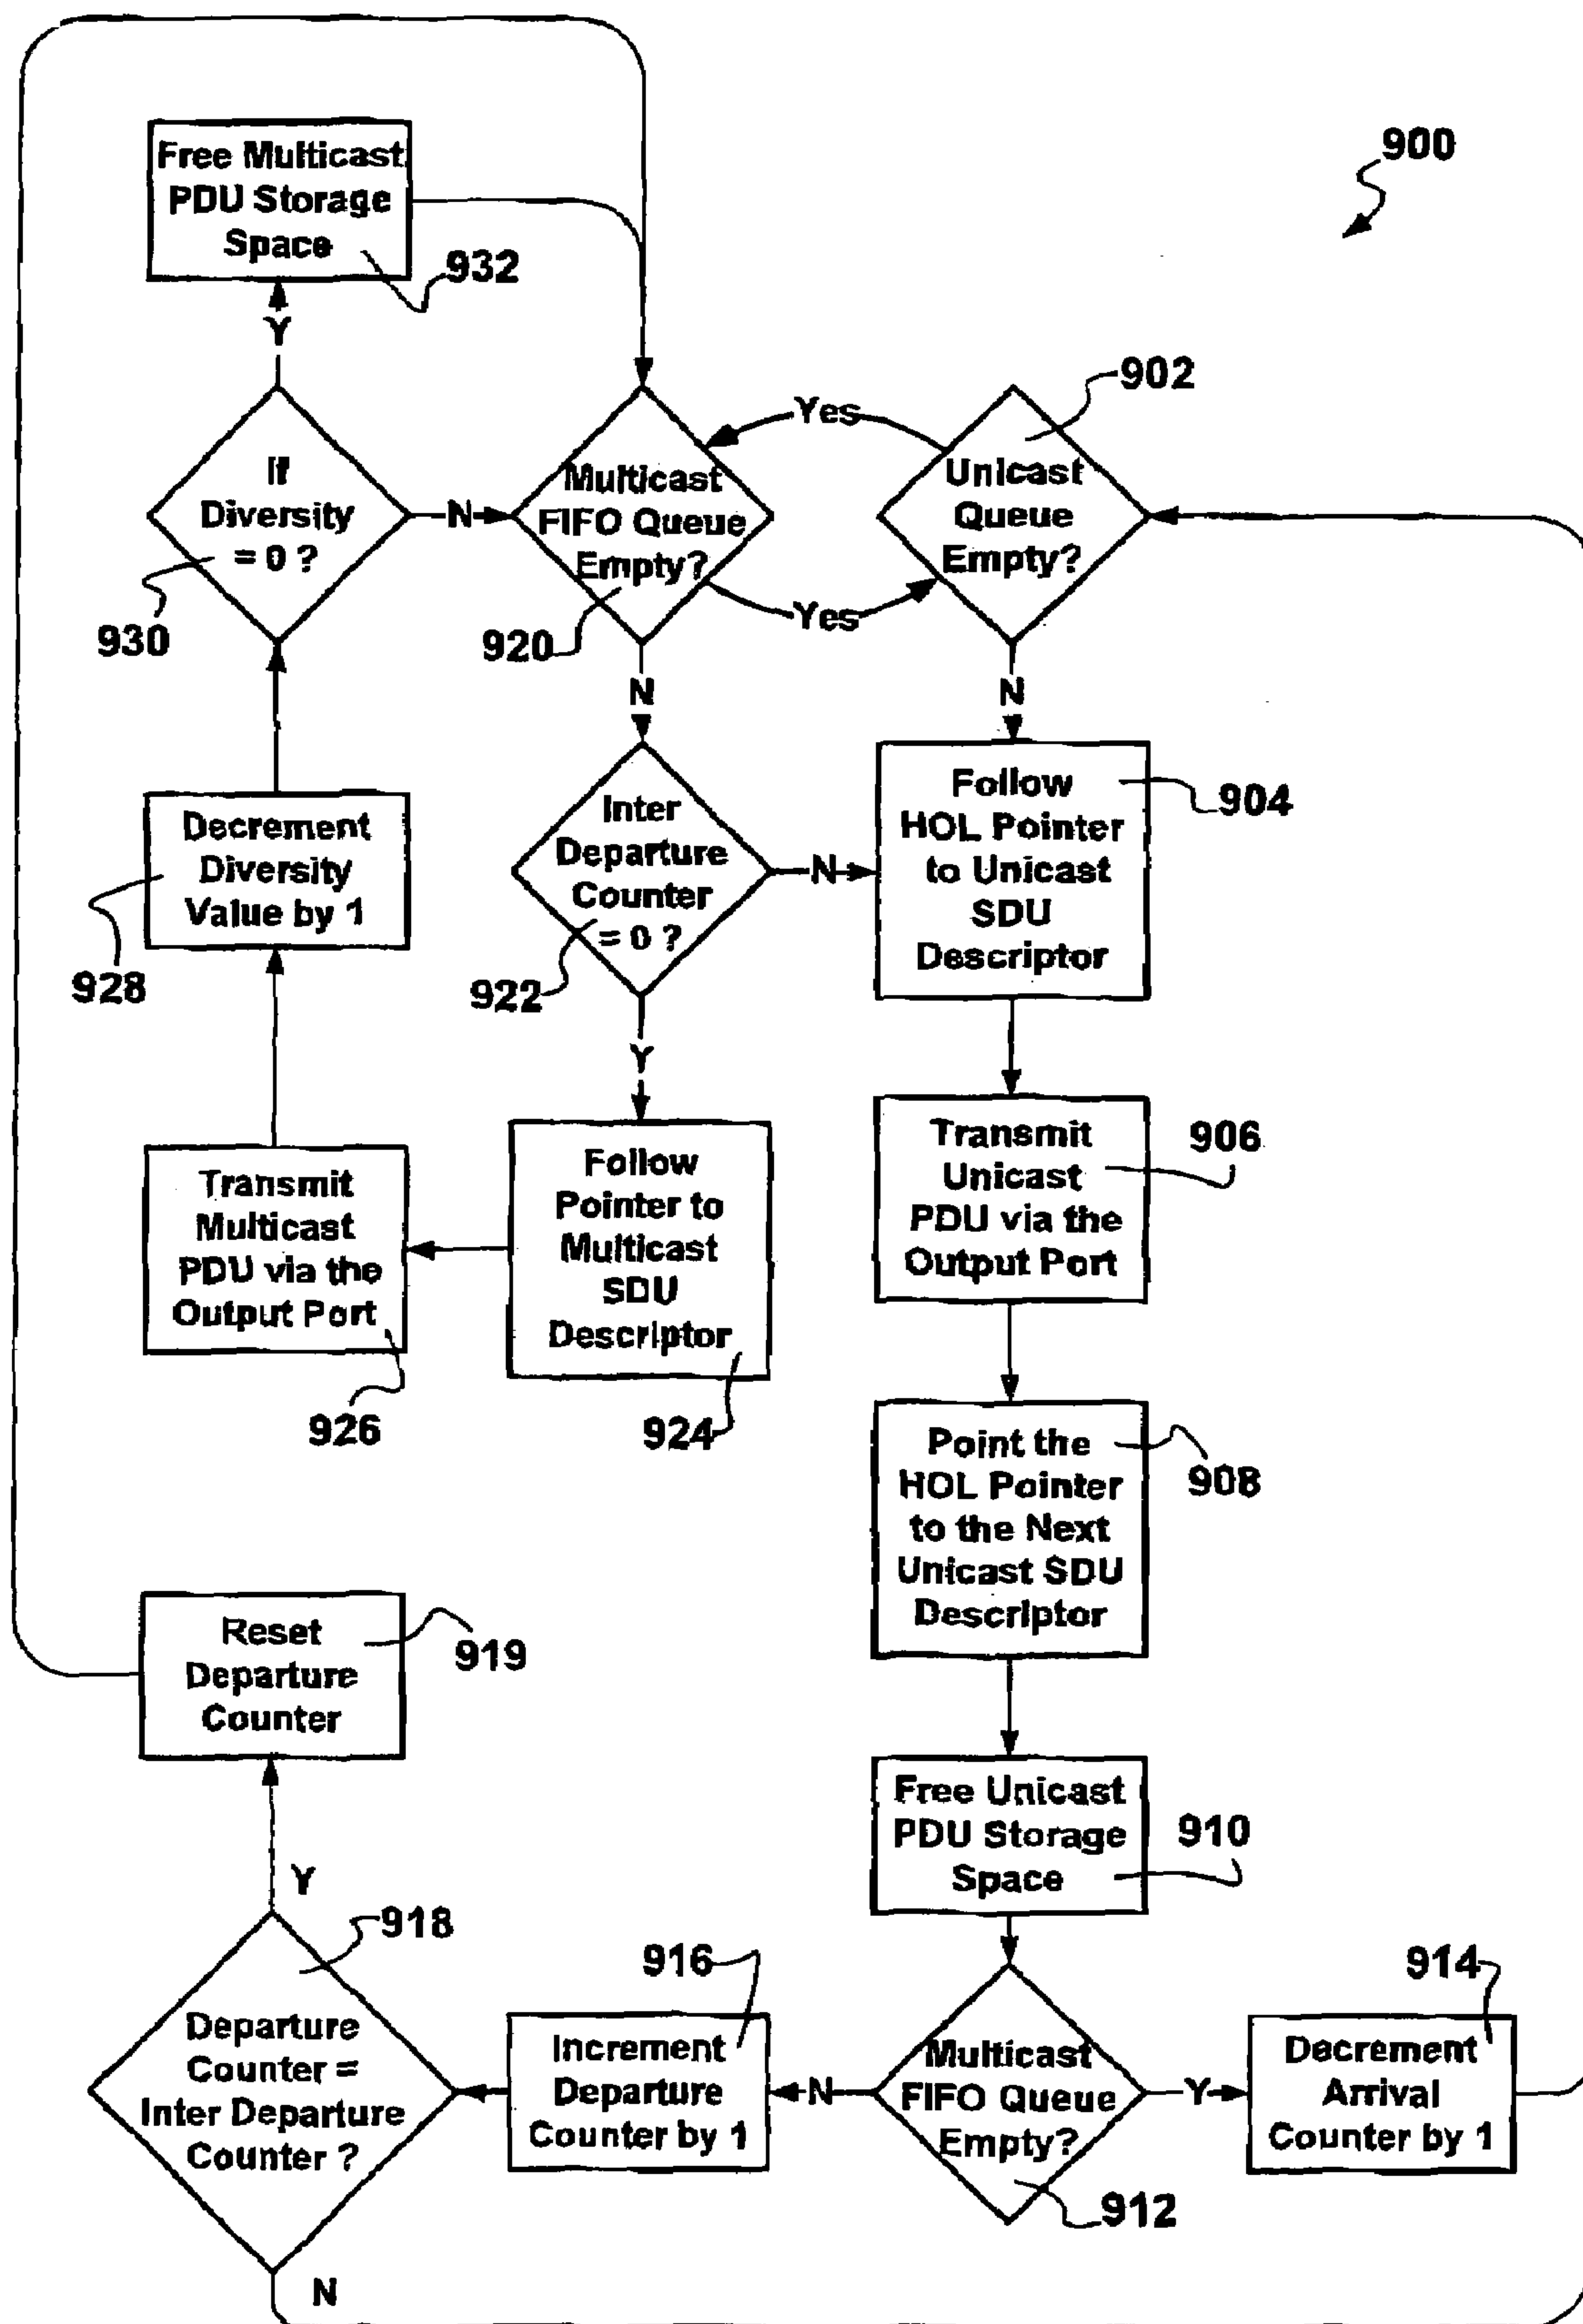 900
Free Multicast
PDU Storage
Space
932
Y
If
Diversity
= 0 ?
930
N
Multicast
FIFO Queue
Empty?
920
Yes
Yes
902
Unicast
Queue
Empty?
N
N
Decrement
Diversity
Value by 1
928
Inter
Departure
Counter
= 0 ?
922
N
Follow
HOL Pointer
to Unicast
SDU
Descriptor
904
Y
Transmit
Multicast
PDU via the
Output Port
926
Follow
Pointer to
Multicast
SDU
Descriptor
924
Transmit
Unicast
PDU via the
Output Port
906
Point the
HOL Pointer
to the Next
Unicast SDU
Descriptor
908
Reset
Departure
Counter
919
Free Unicast
PDU Storage
Space
910
Y
918
Departure
Counter =
Inter Departure
Counter ?
N
916
Increment
Departure
Counter by 1
N
Multicast
FIFO Queue
Empty?
912
Y
914
Decrement
Arrival
Counter by 1